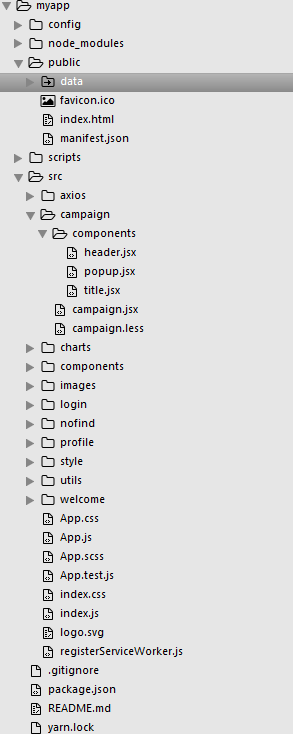 myapp
config
node_modules
public
data
favicon.ico
index.html
manifest.json
scripts
src
axios
campaign
components
header.jsx
popup.jsx
title.jsx
campaign.jsx
campaign.less
charts
components
images
login
nofind
profile
style
utils
welcome
App.css
App.js
App.scss
App.test.js
index.css
index.js
logo.svg
registerServiceWorker.js
.gitignore
package.json
README.md
yarn.lock